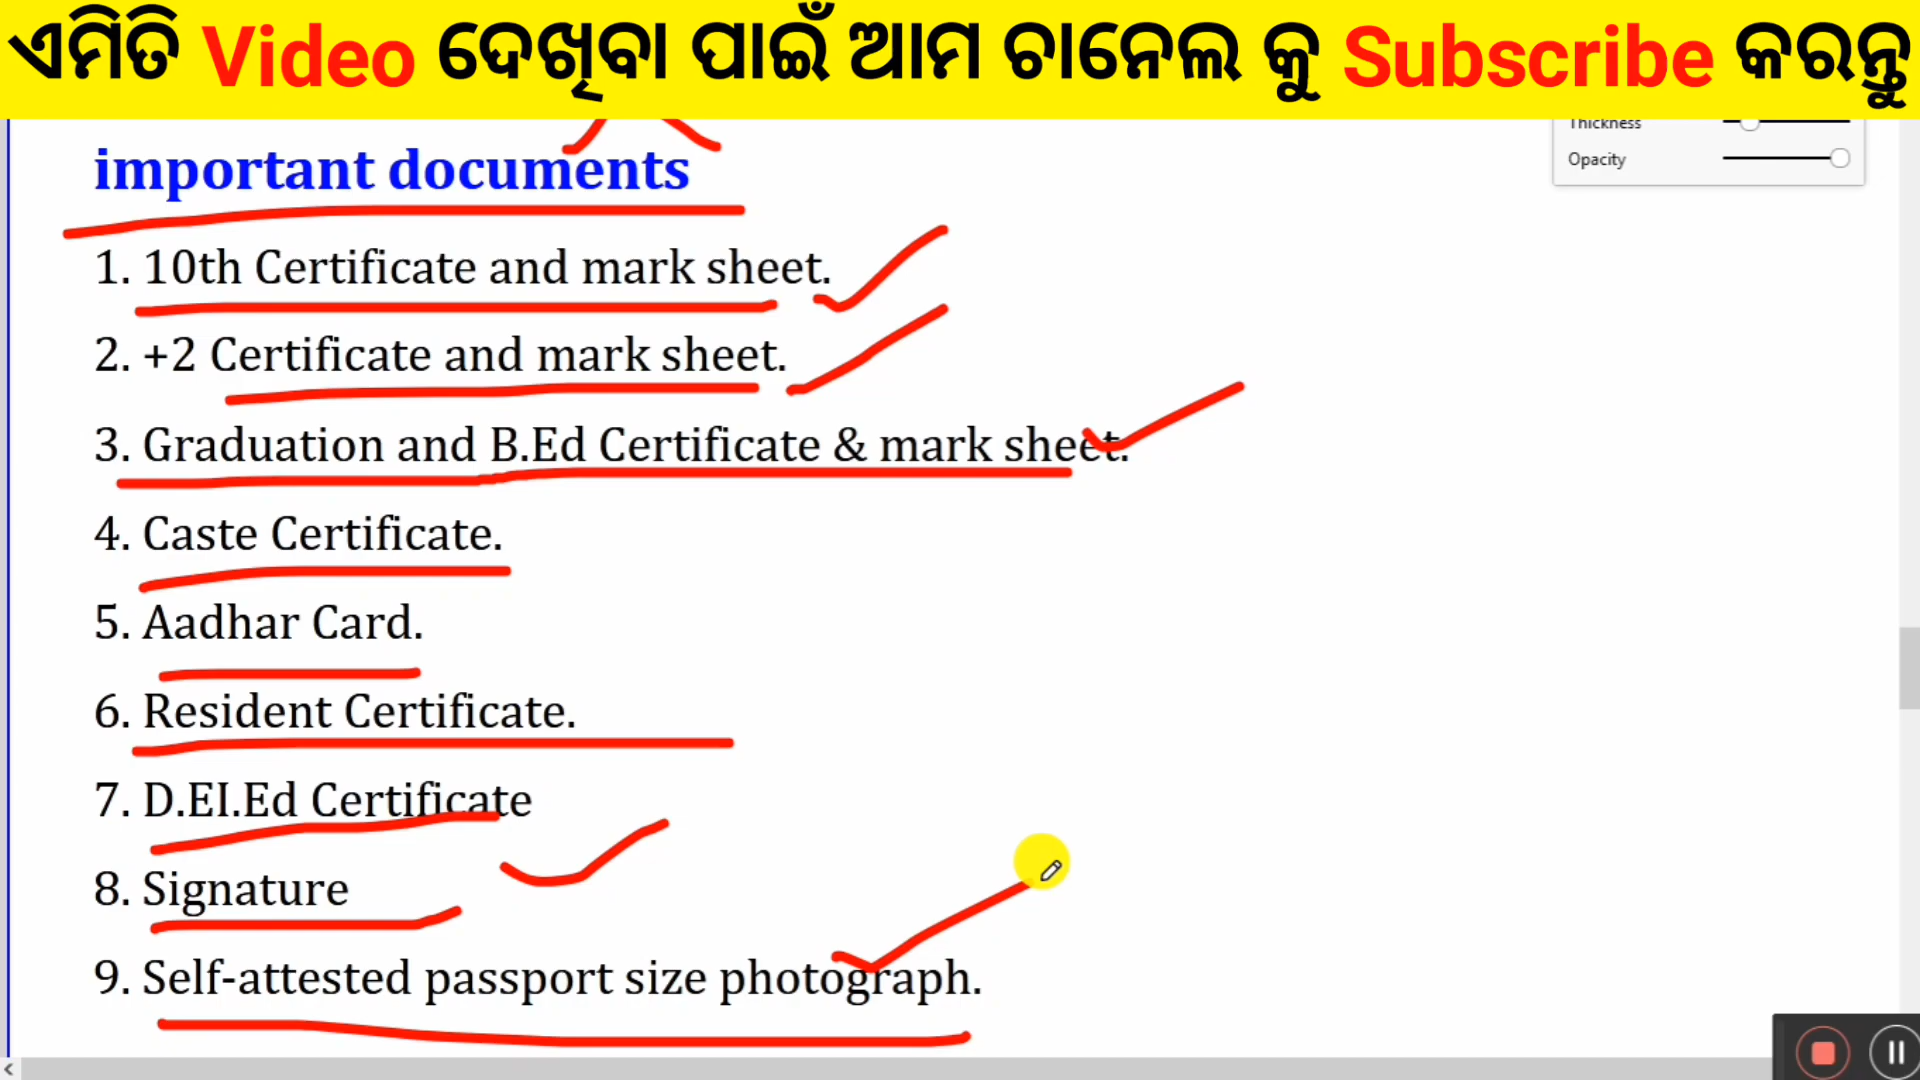 ଏମିତି Video ଦେଖିବା ପାଇଁ ଆମ ଚାନେଲ କୁ Subscribe କରନ୍ତୁ
Thickness
Opacity
important documents
1. 10th Certificate and mark sheet.
2. +2 Certificate and mark sheet.
3. Graduation and B.Ed Certificate & mark sheet.
4. Caste Certificate.
5. Aadhar Card.
6. Resident Certificate.
7. D.EI.Ed Certificate
8. Signature
9. Self-attested passport size photograph.